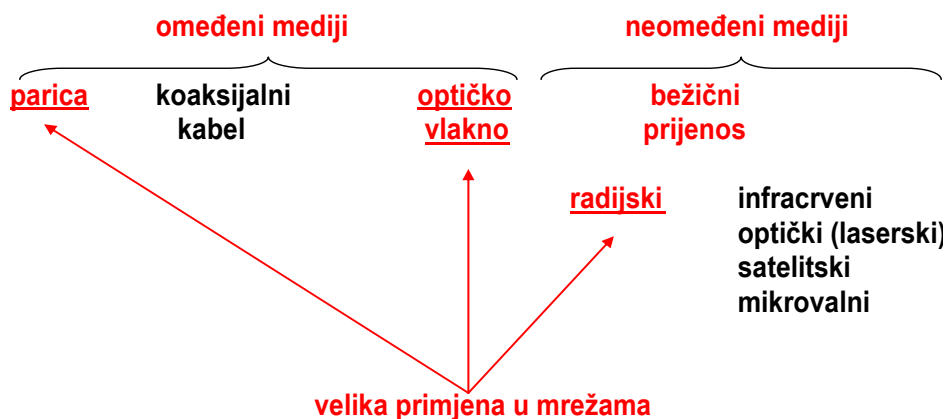 omeđeni mediji
neomeđeni mediji
parica
koaksijalni
kabel
optičko
vlakno
bežični
prijenos
radijski
infracrveni
optički (laserski)
satelitski
mikrovalni
velika primjena u mrežama